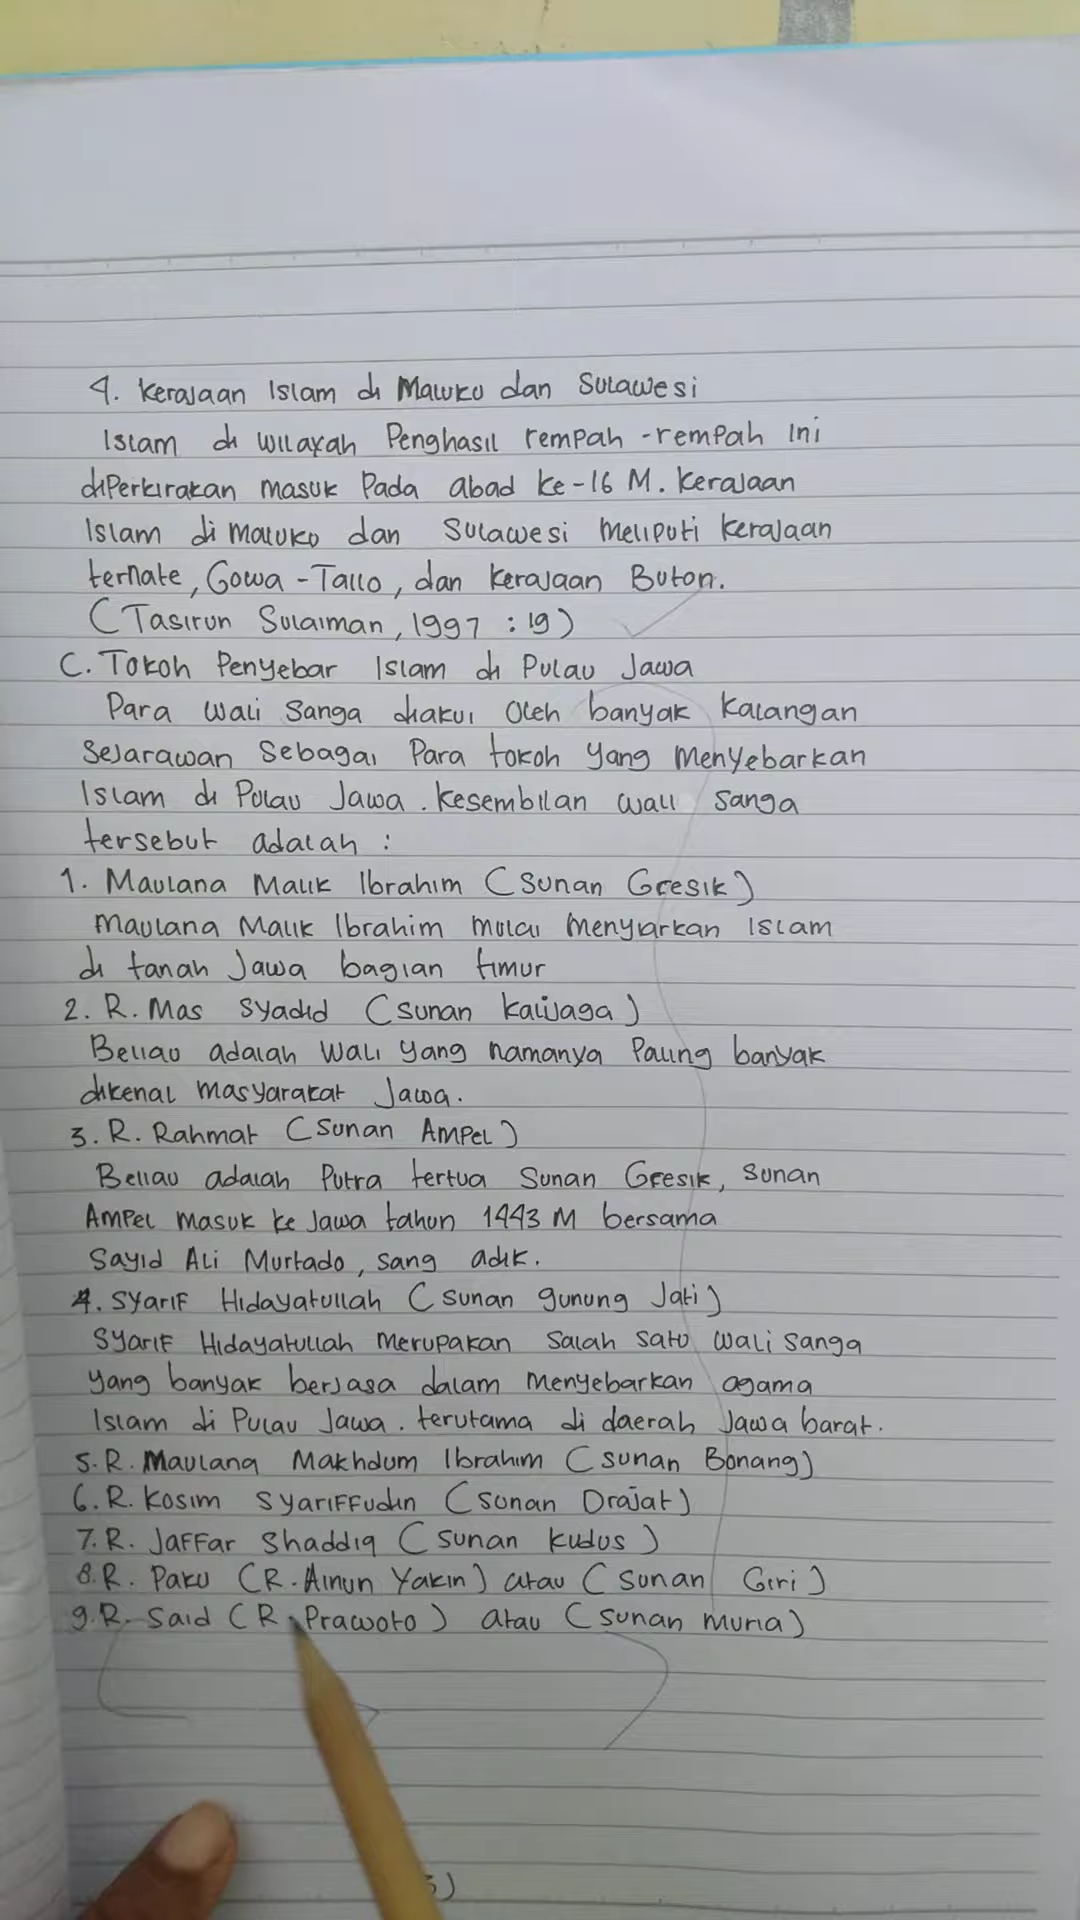 4. Kerajaan Islam di Maluku dan Sulawesi
Islam di wilayah Penghasil rempah-rempah ini
diperkirakan masuk Pada abad ke-16 M. Kerajaan
Islam di maluku dan Sulawesi meliputi kerajaan
ternate, Gowa-Tallo, dan kerajaan Buton.
(Tasirun Sulaiman, 1997 : 19)
C. Tokoh Penyebar Islam di Pulau Jawa
Para wali sanga diakui oleh banyak kalangan
Sejarawan Sebagai Para tokoh yang menyebarkan
Islam di Pulau Jawa. Kesembilan wali sanga
tersebut adalah :
1. Maulana Malik Ibrahim (Sunan Gresik)
Maulana Malik Ibrahim mulai menyiarkan Islam
di tanah Jawa bagian timur
2. R. Mas Syadid (Sunan kalijaga)
Beliau adalah Wali yang namanya Paling banyak
dikenal masyarakat Jawa.
3. R. Rahmat (Sunan Ampel)
Beliau adalah Putra tertua Sunan Gresik, Sunan
Ampel masuk ke Jawa tahun 1443 M bersama
Sayid Ali Murtado, sang adik.
4. Syarif Hidayatullah (sunan gunung Jati)
Syarif Hidayatullah merupakan salah satu wali sanga
yang banyak berjasa dalam menyebarkan agama
Islam di Pulau Jawa. terutama di daerah Jawa barat.
5. R. Maulana Makhdum Ibrahim (sunan Bonang)
6. R. Kosim Syariffudin (sunan Drajat)
7. R. Jaffar Shaddiq (sunan kudus)
8. R. Paku (R. Ainun Yakin) atau (sunan Giri)
9. R. Said (R. Prawoto) atau (sunan muria)